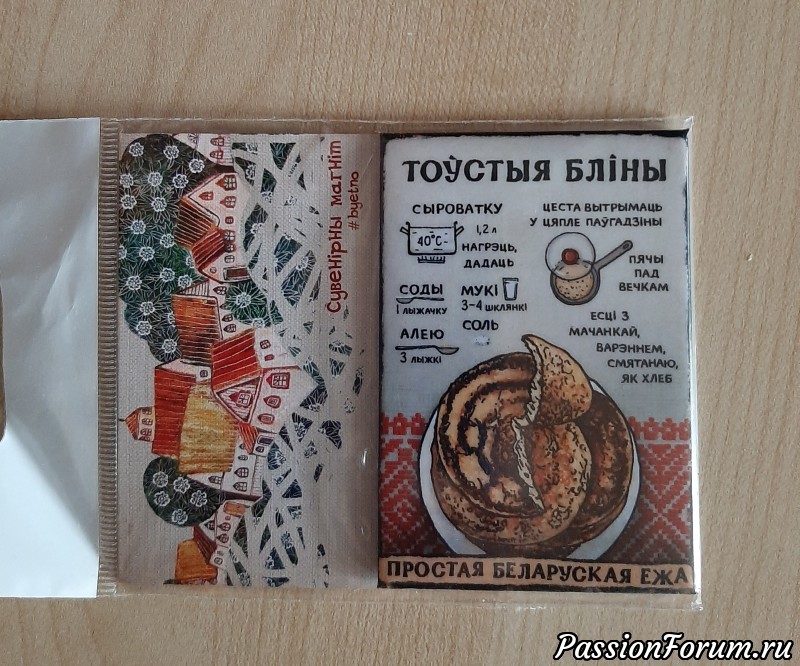 Сувенірны магніт
#byetno
ТОЎСТЫЯ БЛІНЫ
СЫРОВАТКУ
40°C
1,2 л
НАГРЭЦЬ,
ДАДАЦЬ
СОДЫ
1 ЛЫЖАЧКУ
МУКІ
3-4 ШКЛЯНКІ
АЛЕЮ
3 ЛЫЖКІ
СОЛЬ
ЦЕСТА ВЫТРЫМАЦЬ
У ЦЯПЛЕ ПАЎГАДЗІНЫ
ПЯЧЫ
ПАД
ВЕЧКАМ
ЕСЦІ З
МАЧАНКАЙ,
ВАРЭННЕМ,
СМЯТАНАЮ,
ЯК ХЛЕБ
ПРОСТАЯ БЕЛАРУСКАЯ ЕЖА
PassionForum.ru